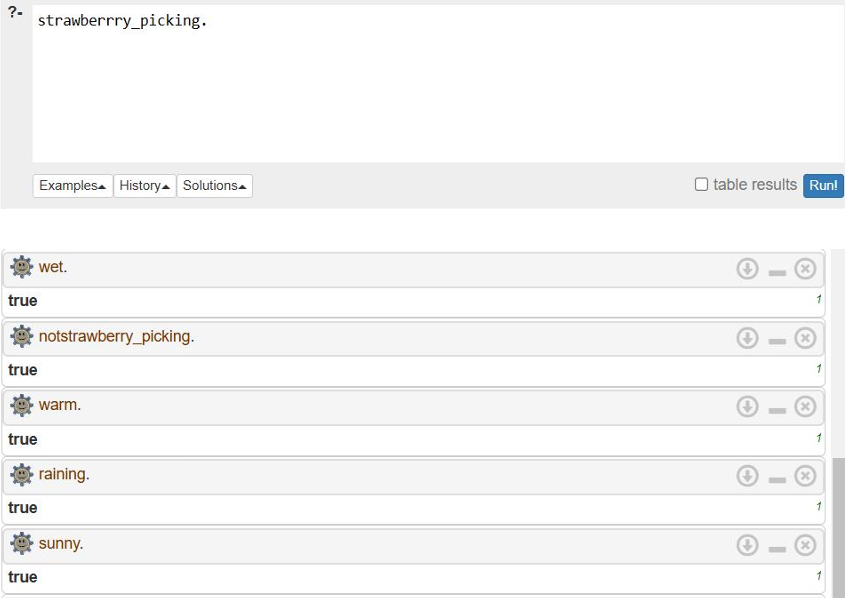 ?- strawberrry_picking.
Examples History Solutions table results Run!
wet.
true 1
notstrawberry_picking.
true 1
warm.
true 1
raining.
true 1
sunny.
true 1